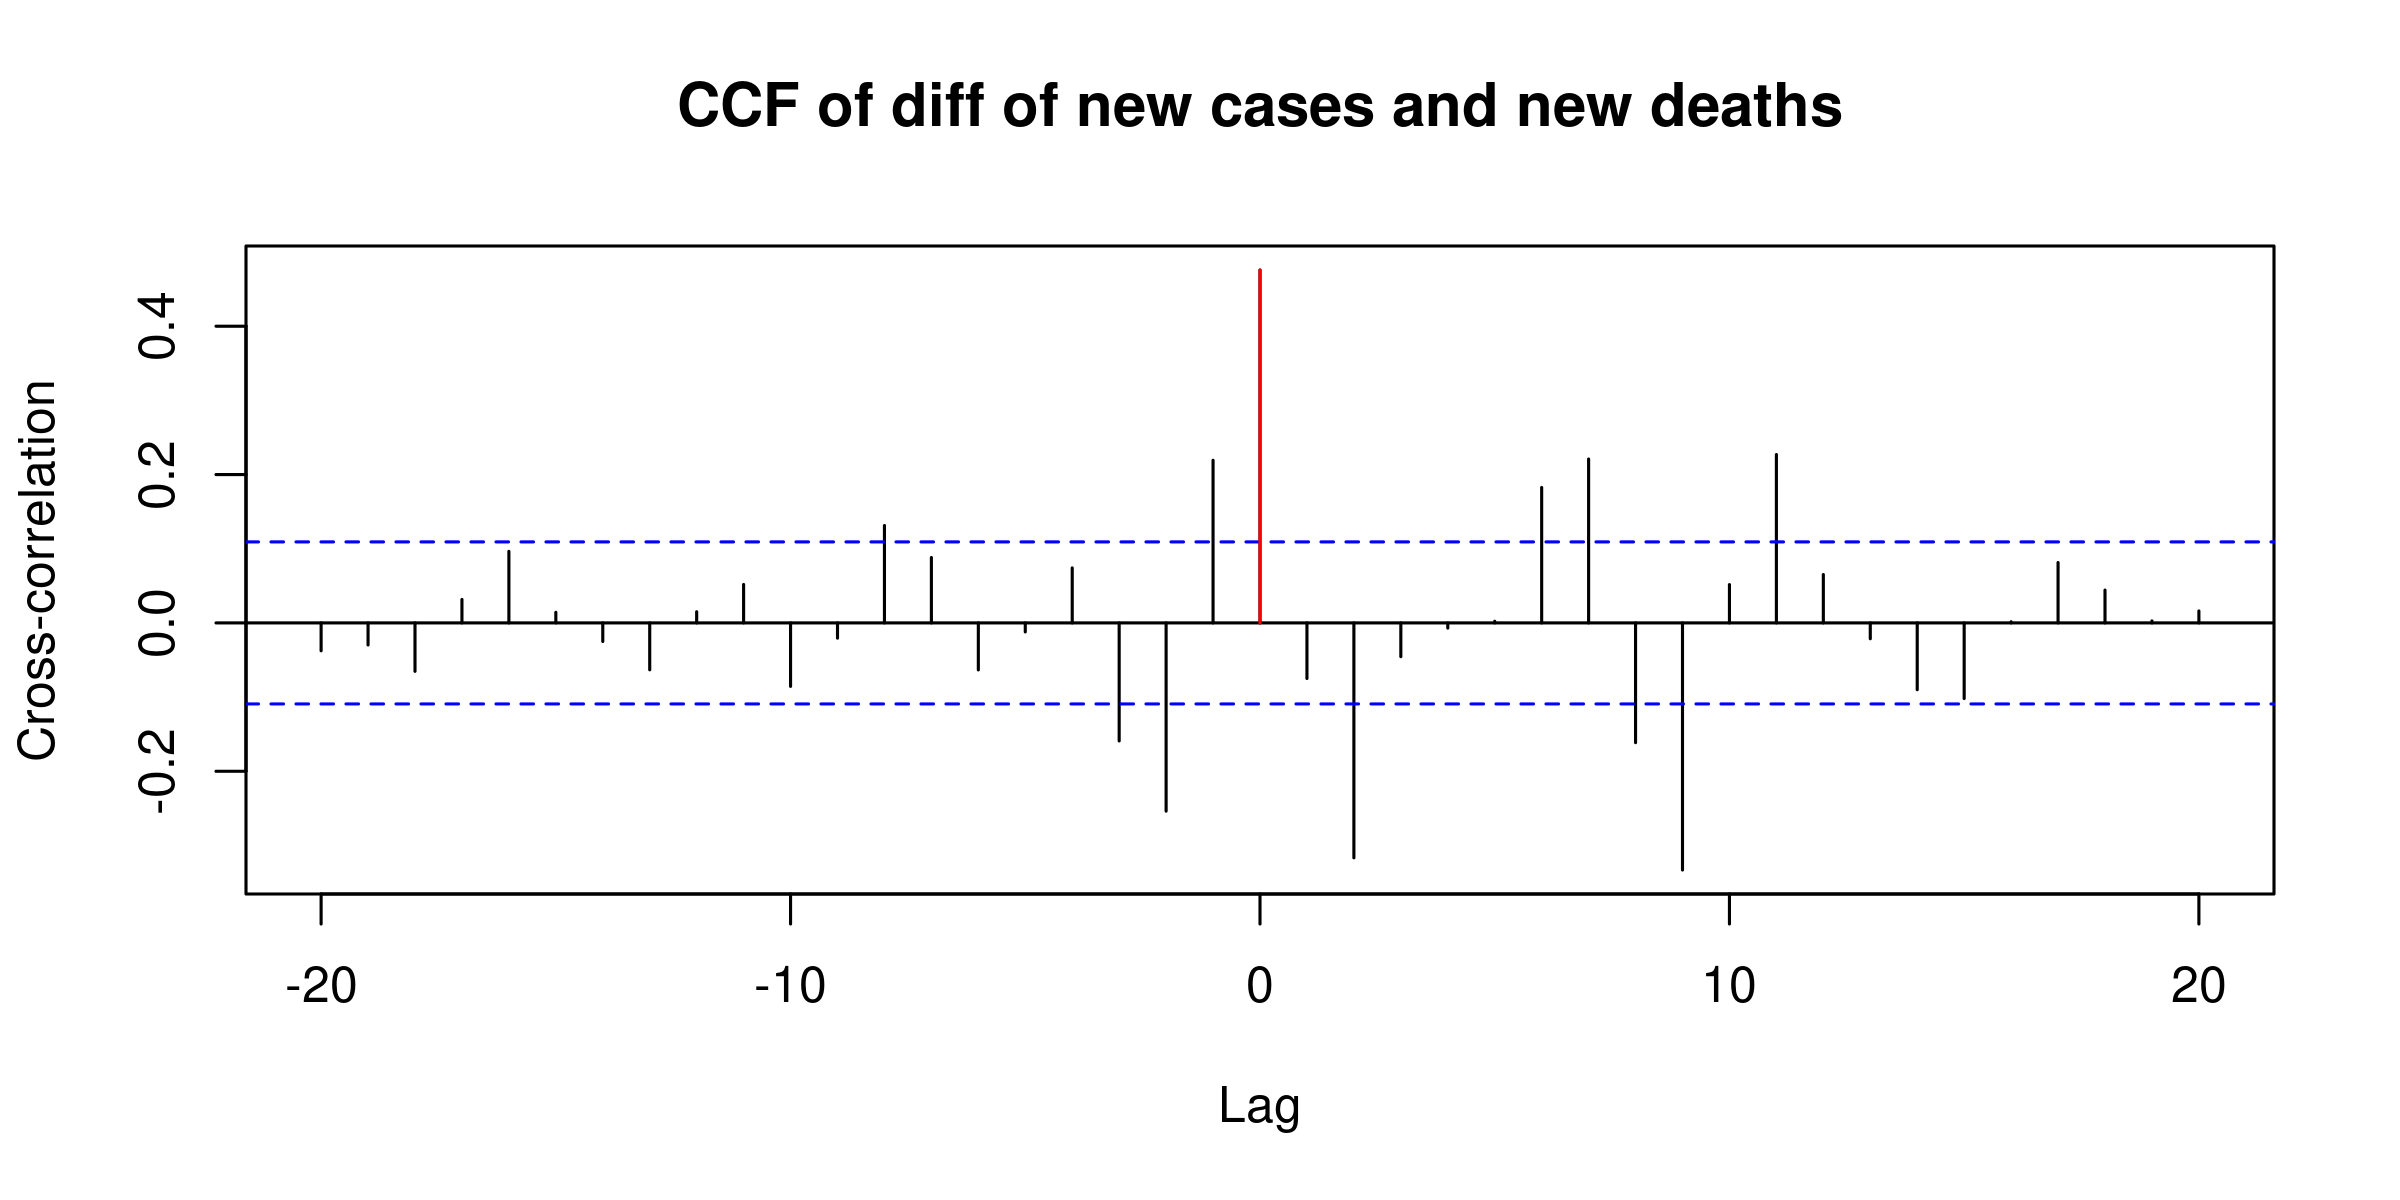 CCF of diff of new cases and new deaths
Cross-correlation
0.4
0.2
0.0
-0.2
-20 -10 0 10 20
Lag